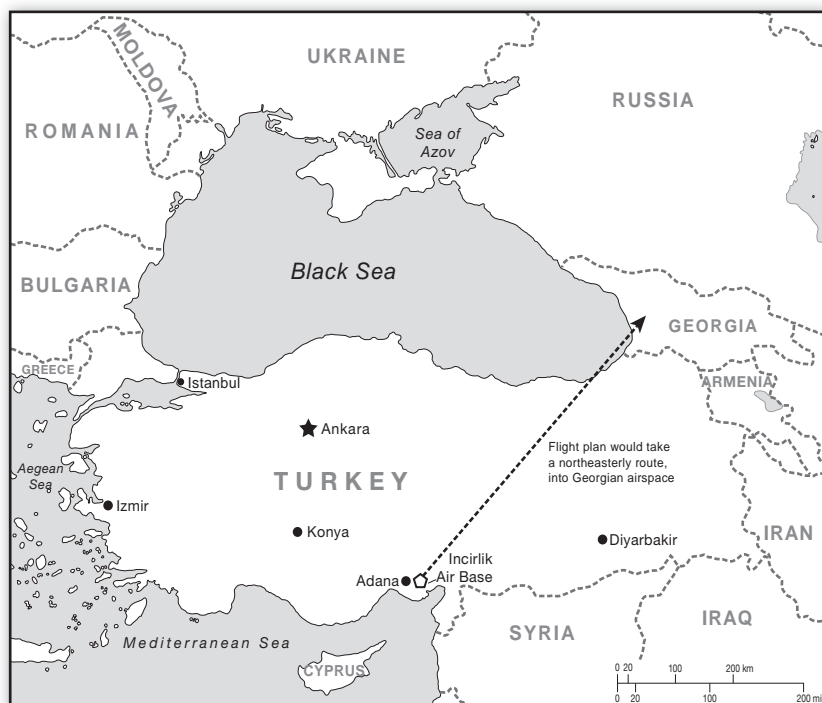 MOLDOVA
UKRAINE
RUSSIA
ROMANIA
Sea of
Azov
Black Sea
BULGARIA
GEORGIA
GREECE
Istanbul
ARMENIA
Ankara
Flight plan would take
a northeasterly route,
into Georgian airspace
Aegean
Sea
TURKEY
Izmir
Konya
Diyarbakir
IRAN
Incirlik
Air Base
Adana
SYRIA
IRAQ
Mediterranean Sea
CYPRUS
0 20 100 200 km
0 20 100 200 mi